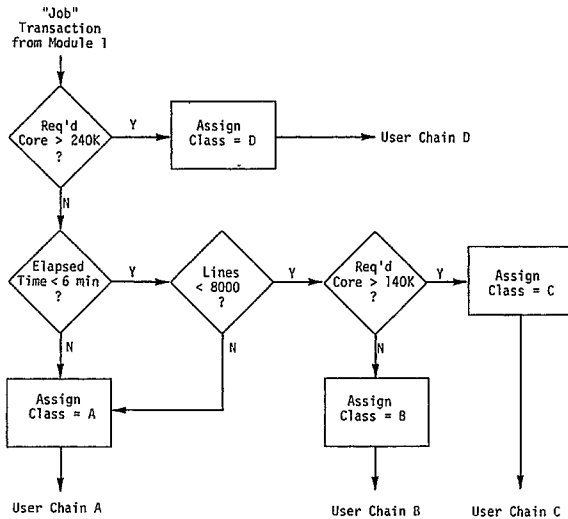 "Job"
Transaction
from Module 1
Req'd
Core > 240K
?
Y
Assign
Class = D
User Chain D
N
Elapsed
Time < 6 min
?
Y
Lines
< 8000
?
Y
Req'd
Core > 140K
?
Y
Assign
Class = C
N
N
N
Assign
Class = A
Assign
Class = B
User Chain A
User Chain B
User Chain C